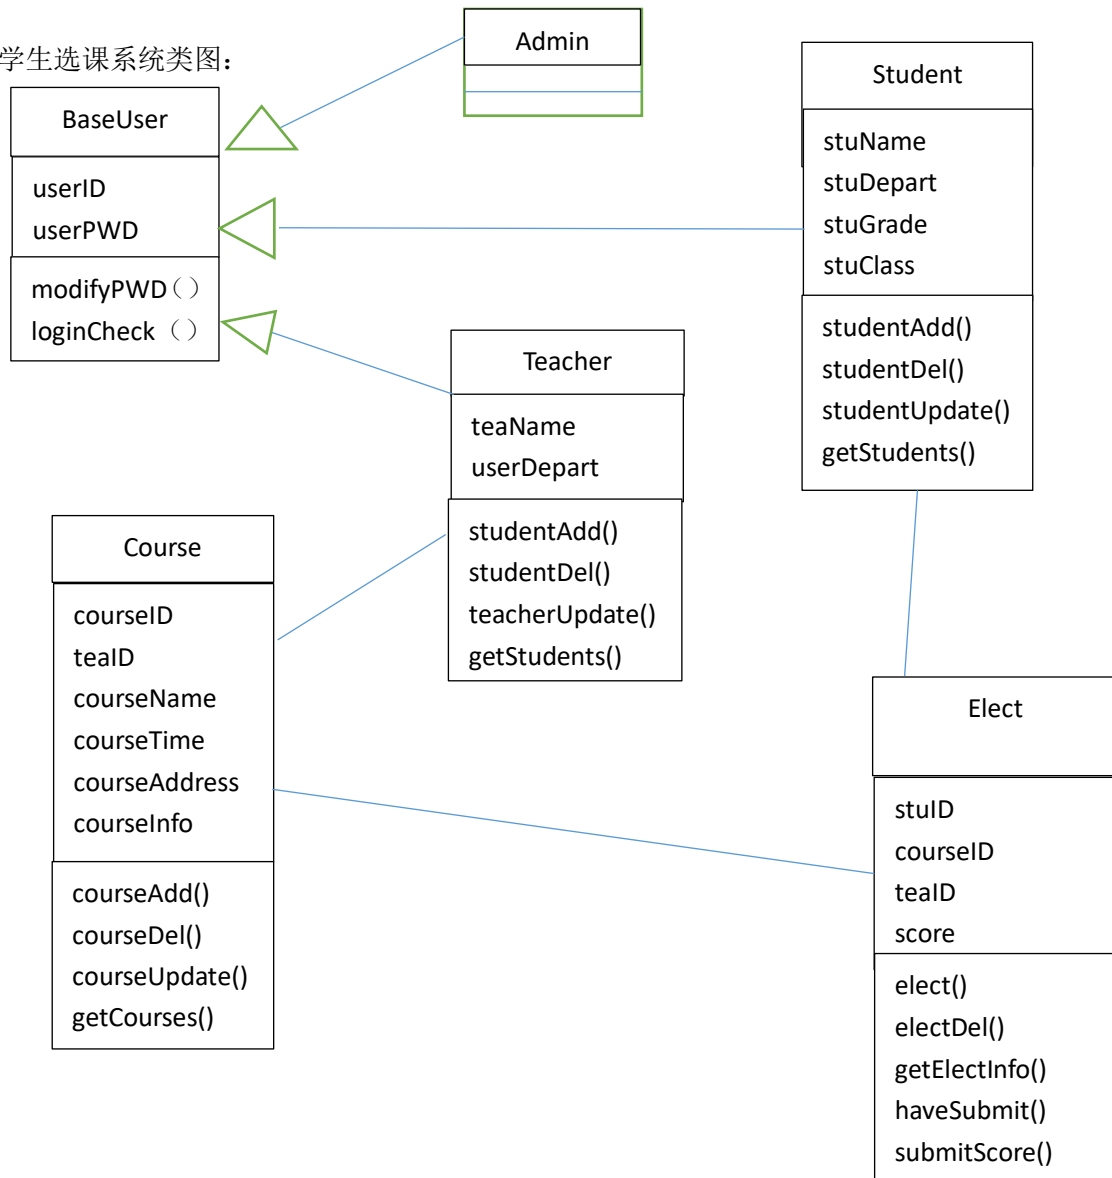 学生选课系统类图：
Admin
BaseUser
userID
userPWD
modifyPWD（）
loginCheck （）
Student
stuName
stuDepart
stuGrade
stuClass
studentAdd()
studentDel()
studentUpdate()
getStudents()
Teacher
teaName
userDepart
studentAdd()
studentDel()
teacherUpdate()
getStudents()
Course
courseID
teaID
courseName
courseTime
courseAddress
courseInfo
courseAdd()
courseDel()
courseUpdate()
getCourses()
Elect
stuID
courseID
teaID
score
elect()
electDel()
getElectInfo()
haveSubmit()
submitScore()